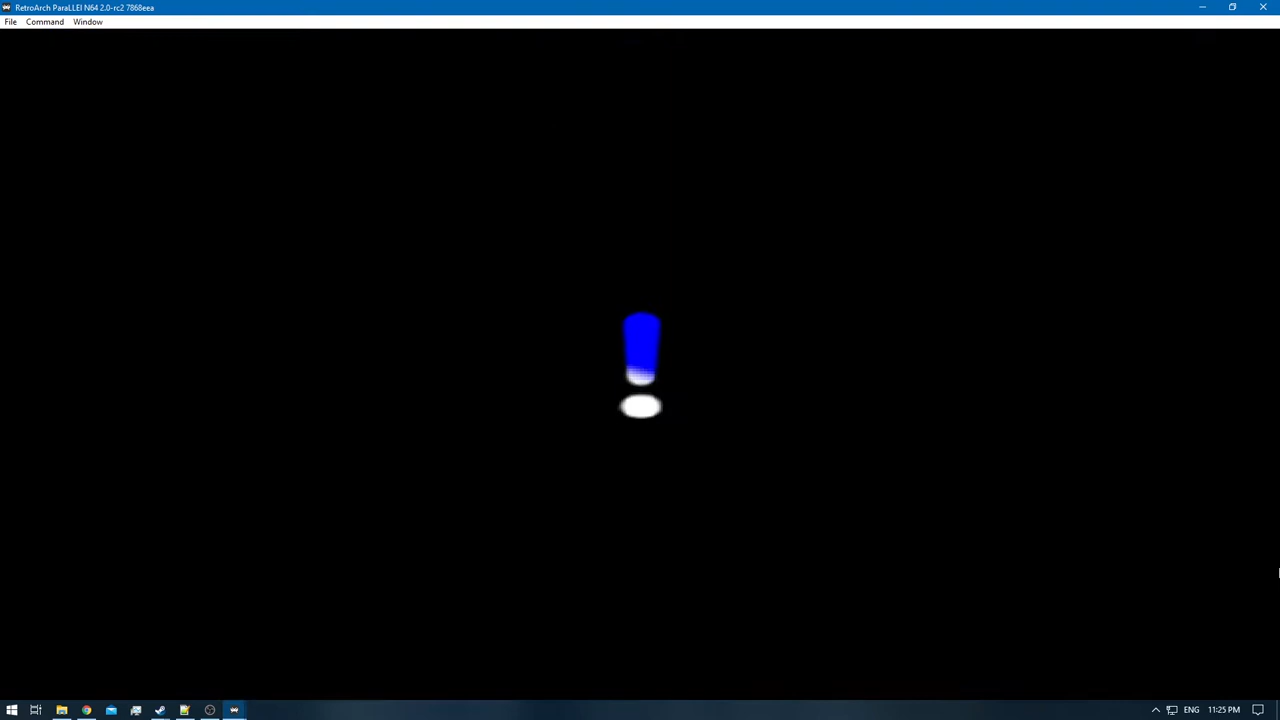 RetroArch ParaLLEl N64 2.0-rc2 7868eea
File Command Window
!
ENG 11:25 PM